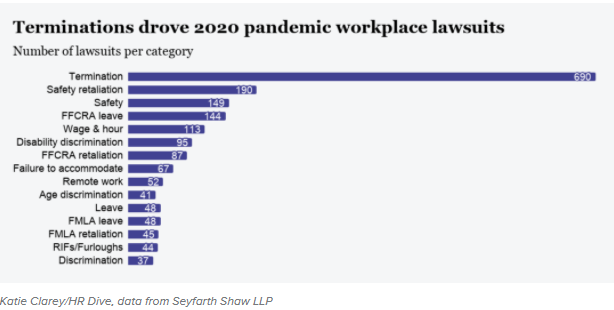 Terminations drove 2020 pandemic workplace lawsuits
Number of lawsuits per category
Termination 690
Safety retaliation 190
Safety 149
FFCRA leave 144
Wage & hour 113
Disability discrimination 95
FFCRA retaliation 87
Failure to accommodate 67
Remote work 52
Age discrimination 41
Leave 48
FMLA leave 48
FMLA retaliation 45
RIFs/Furloughs 44
Discrimination 37
Katie Clarey/HR Dive, data from Seyfarth Shaw LLP